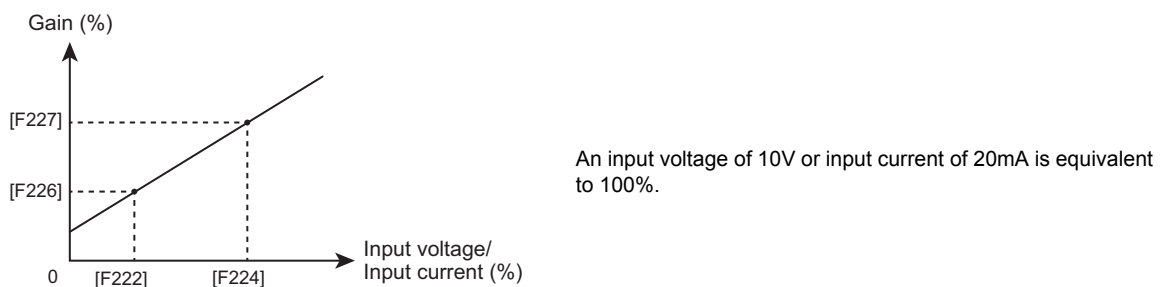 Gain (%)
[F227]
[F226]
0
[F222]
[F224]
Input voltage/
Input current (%)
An input voltage of 10V or input current of 20mA is equivalent
to 100%.